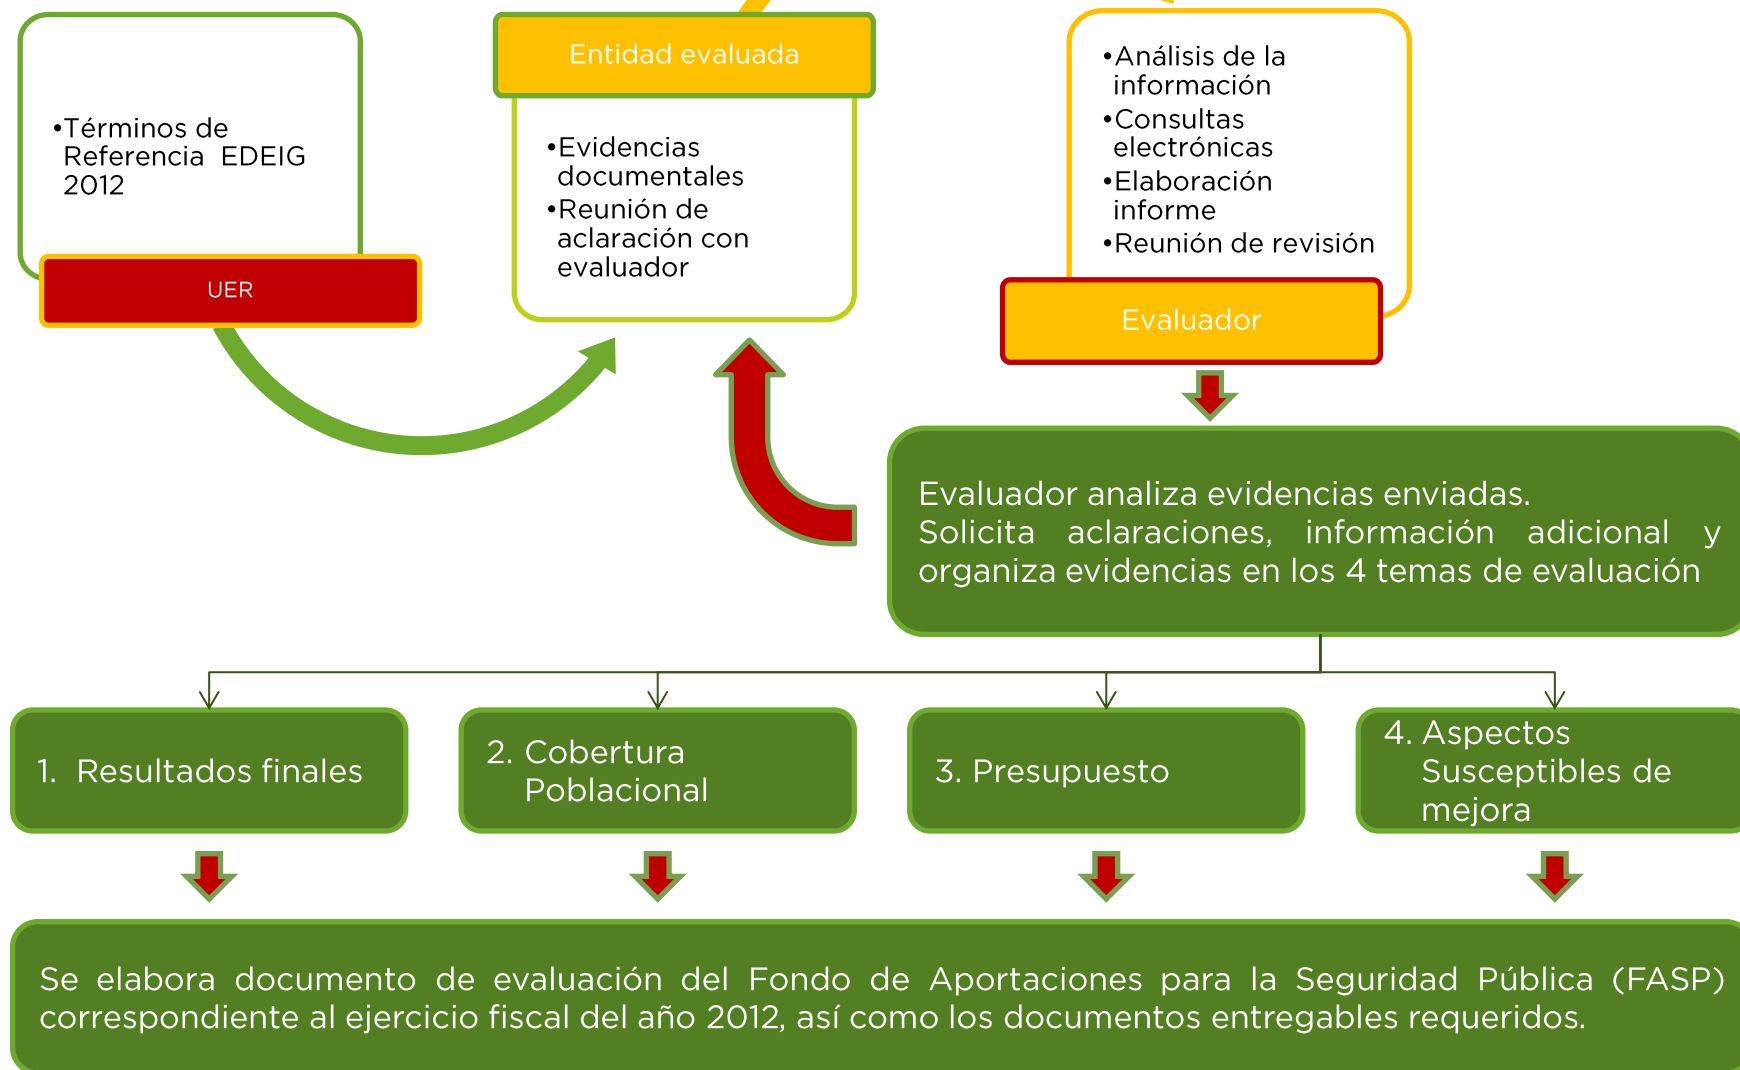 •Términos de
Referencia EDEIG
2012
UER
Entidad evaluada
•Evidencias
documentales
•Reunión de
aclaración con
evaluador
•Análisis de la
información
•Consultas
electrónicas
•Elaboración
informe
•Reunión de revisión
Evaluador
Evaluador analiza evidencias enviadas.
Solicita aclaraciones, información adicional y
organiza evidencias en los 4 temas de evaluación
1. Resultados finales
2. Cobertura
Poblacional
3. Presupuesto
4. Aspectos
Susceptibles de
mejora
Se elabora documento de evaluación del Fondo de Aportaciones para la Seguridad Pública (FASP)
correspondiente al ejercicio fiscal del año 2012, así como los documentos entregables requeridos.